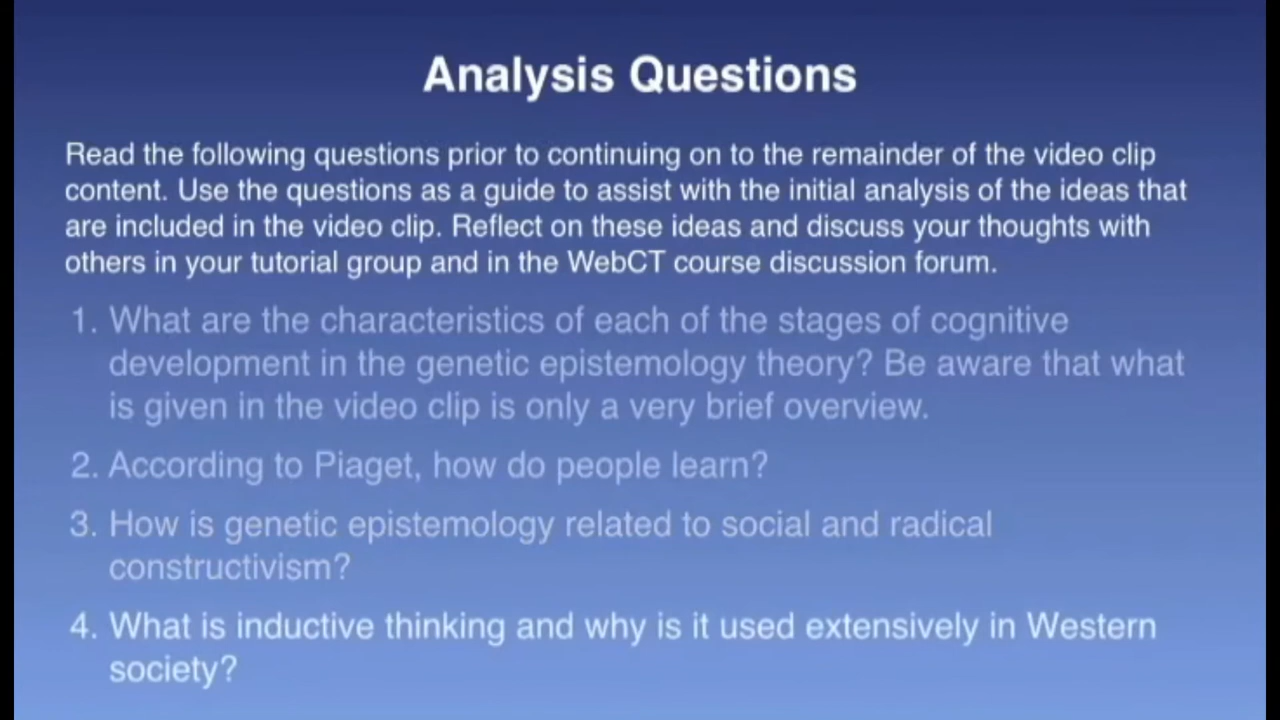 Analysis Questions
Read the following questions prior to continuing on to the remainder of the video clip
content. Use the questions as a guide to assist with the initial analysis of the ideas that
are included in the video clip. Reflect on these ideas and discuss your thoughts with
others in your tutorial group and in the WebCT course discussion forum.
1. What are the characteristics of each of the stages of cognitive
development in the genetic epistemology theory? Be aware that what
is given in the video clip is only a very brief overview.
2. According to Piaget, how do people learn?
3. How is genetic epistemology related to social and radical
constructivism?
4. What is inductive thinking and why is it used extensively in Western
society?